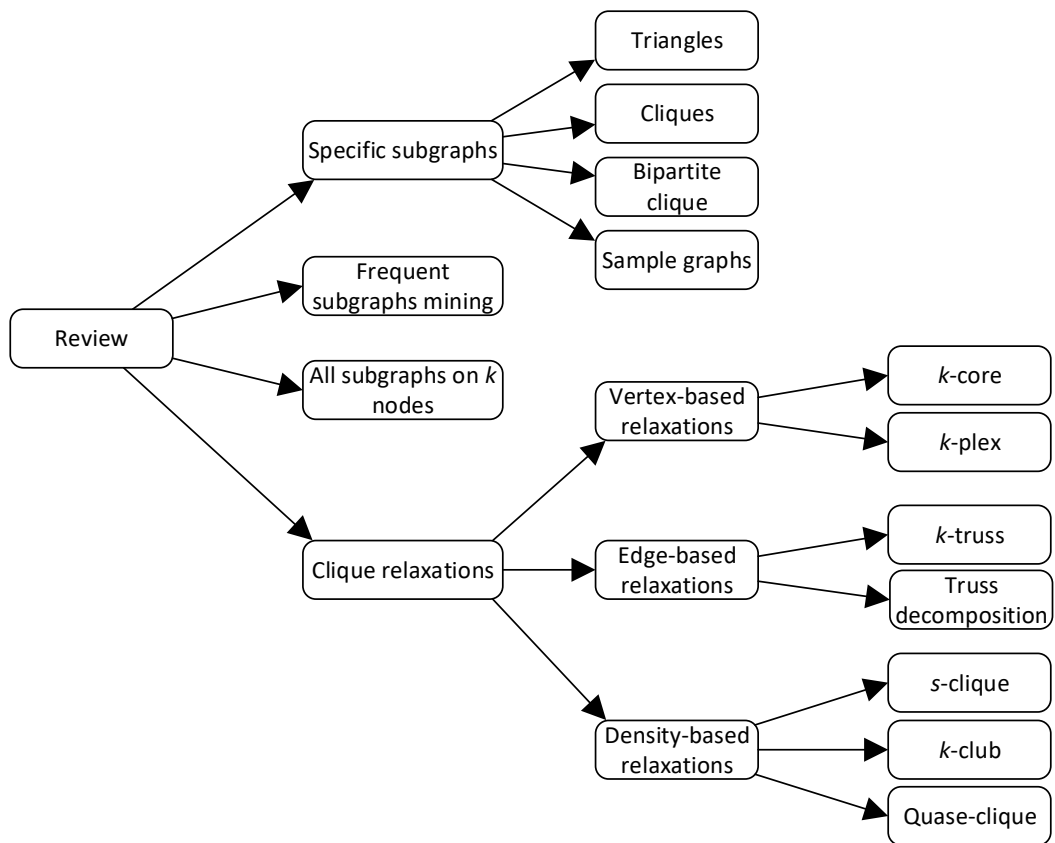 Review
Specific subgraphs
Triangles
Cliques
Bipartite
clique
Sample graphs
Frequent
subgraphs mining
All subgraphs on k
nodes
Clique relaxations
Vertex-based
relaxations
k-core
k-plex
Edge-based
relaxations
k-truss
Truss
decomposition
Density-based
relaxations
s-clique
k-club
Quase-clique